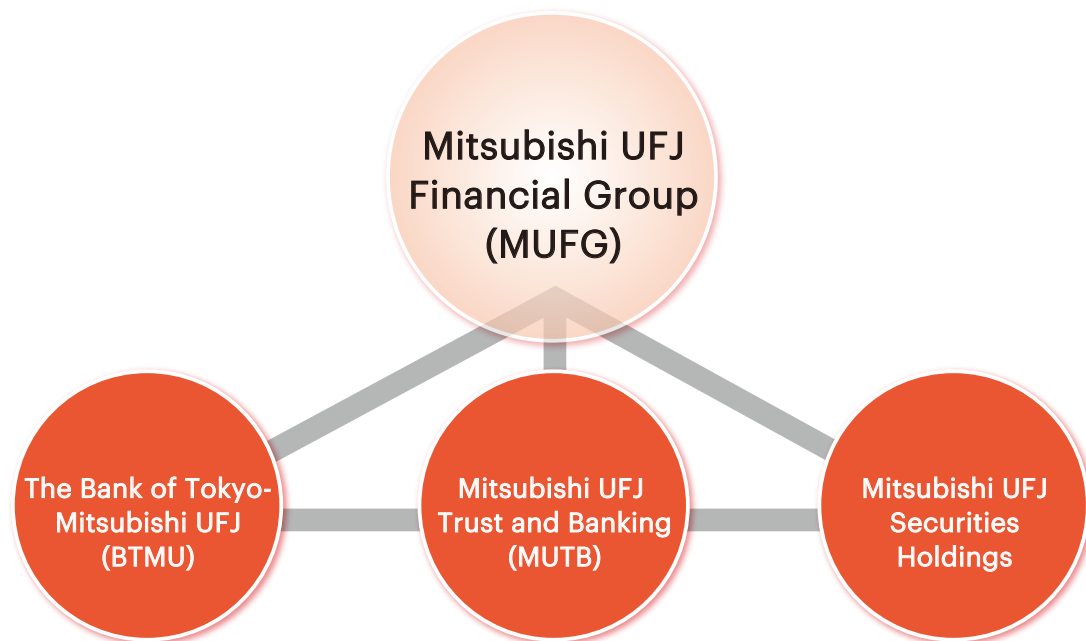 Mitsubishi UFJ
Financial Group
(MUFG)
The Bank of Tokyo-
Mitsubishi UFJ
(BTMU)
Mitsubishi UFJ
Trust and Banking
(MUTB)
Mitsubishi UFJ
Securities
Holdings